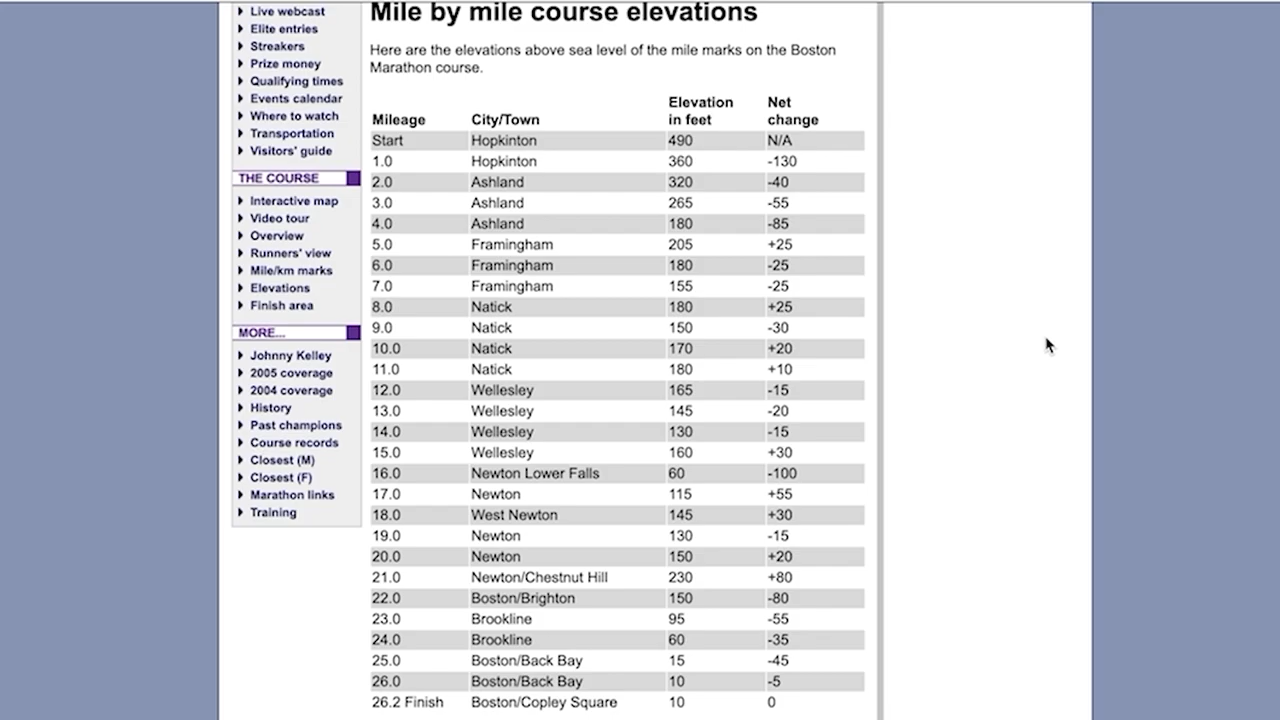 Live webcast
Elite entries
Streakers
Prize money
Qualifying times
Events calendar
Where to watch
Transportation
Visitors' guide
THE COURSE
Interactive map
Video tour
Overview
Runners' view
Mile/km marks
Elevations
Finish area
MORE...
Johnny Kelley
2005 coverage
2004 coverage
History
Past champions
Course records
Closest (M)
Closest (F)
Marathon links
Training
Mile by mile course elevations
Here are the elevations above sea level of the mile marks on the Boston
Marathon course.
Mileage City/Town Elevation in feet Net change
Start Hopkinton 490 N/A
1.0 Hopkinton 360 -130
2.0 Ashland 320 -40
3.0 Ashland 265 -55
4.0 Ashland 180 -85
5.0 Framingham 205 +25
6.0 Framingham 180 -25
7.0 Framingham 155 -25
8.0 Natick 180 +25
9.0 Natick 150 -30
10.0 Natick 170 +20
11.0 Natick 180 +10
12.0 Wellesley 165 -15
13.0 Wellesley 145 -20
14.0 Wellesley 130 -15
15.0 Wellesley 160 +30
16.0 Newton Lower Falls 60 -100
17.0 Newton 115 +55
18.0 West Newton 145 +30
19.0 Newton 130 -15
20.0 Newton 150 +20
21.0 Newton/Chestnut Hill 230 +80
22.0 Boston/Brighton 150 -80
23.0 Brookline 95 -55
24.0 Brookline 60 -35
25.0 Boston/Back Bay 15 -45
26.0 Boston/Back Bay 10 -5
26.2 Finish Boston/Copley Square 10 0